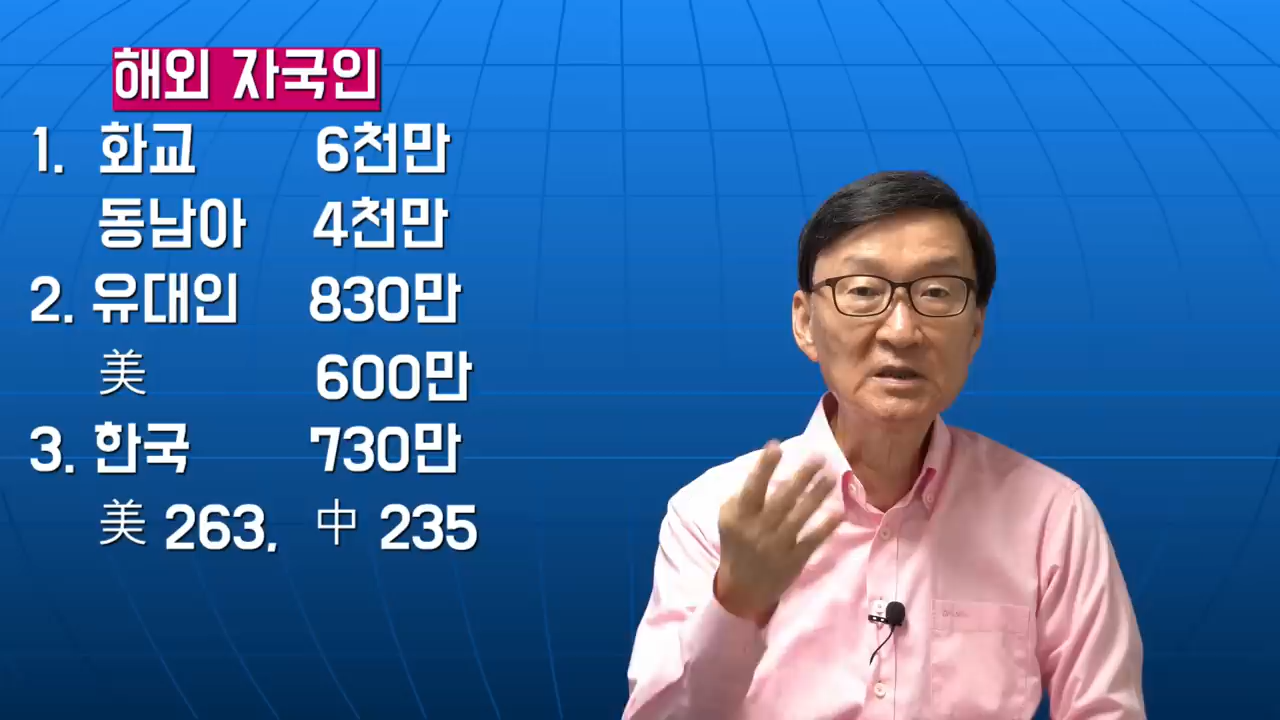 해외 자국인
1. 화교 6천만
동남아 4천만
2. 유대인 830만
美 600만
3. 한국 730만
美 263. 中 235